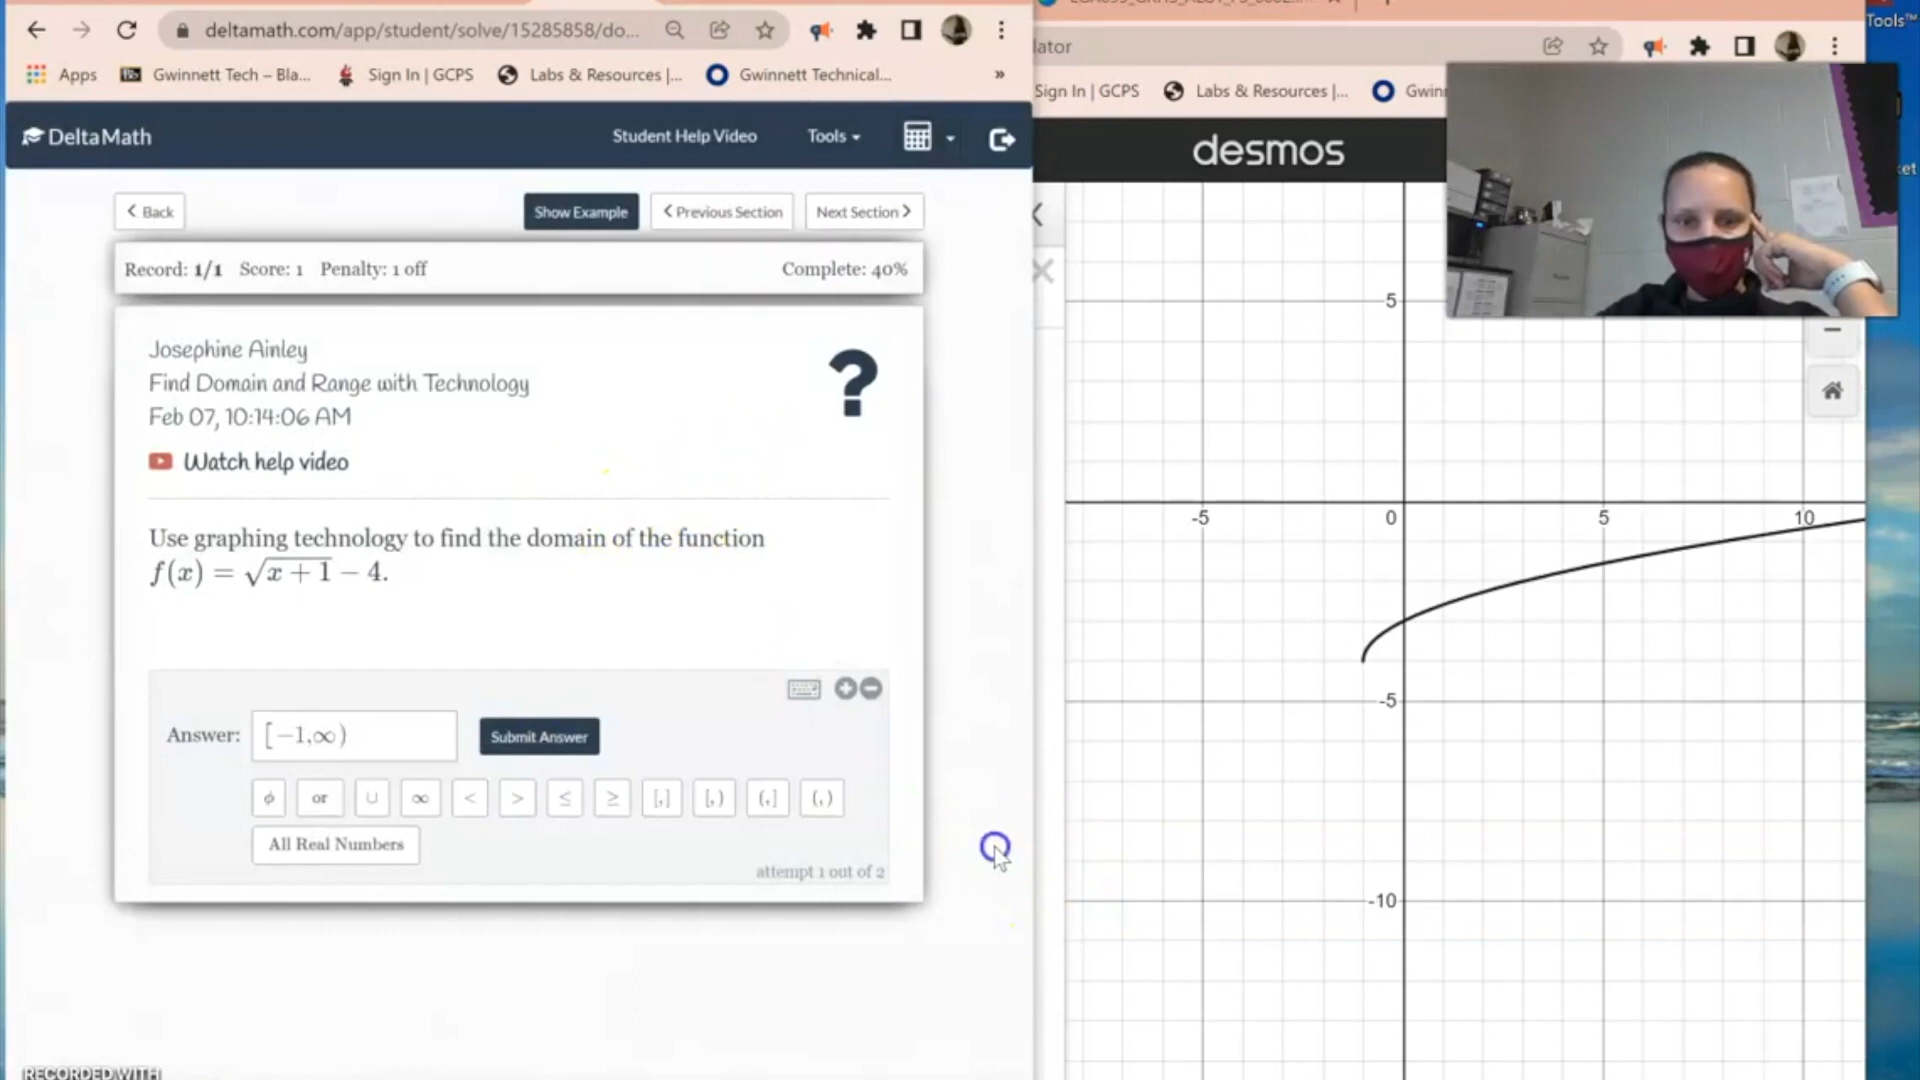 deltamath.com/app/student/solve/15285858/do...
Apps
Gwinnett Tech – Bla...
Sign In | GCPS
Labs & Resources |...
Gwinnett Technical...
»
DeltaMath
Student Help Video
Tools
Back
Show Example
Previous Section
Next Section
Record: 1/1 Score: 1 Penalty: 1 off
Complete: 40%
Josephine Ainley
Find Domain and Range with Technology
Feb 07, 10:14:06 AM
?
Watch help video
Use graphing technology to find the domain of the function
f(x) = √x + 1 − 4.
Answer:
[−1,∞)
Submit Answer
ϕ
or
∪
∞
<
>
≤
≥
[,]
[,)
(,]
(,)
All Real Numbers
attempt 1 out of 2
RECORDED WITH
lator
Sign In | GCPS
Labs & Resources |...
Gwinn
desmos
5
-5
0
5
10
-5
-10
Tools™
ket